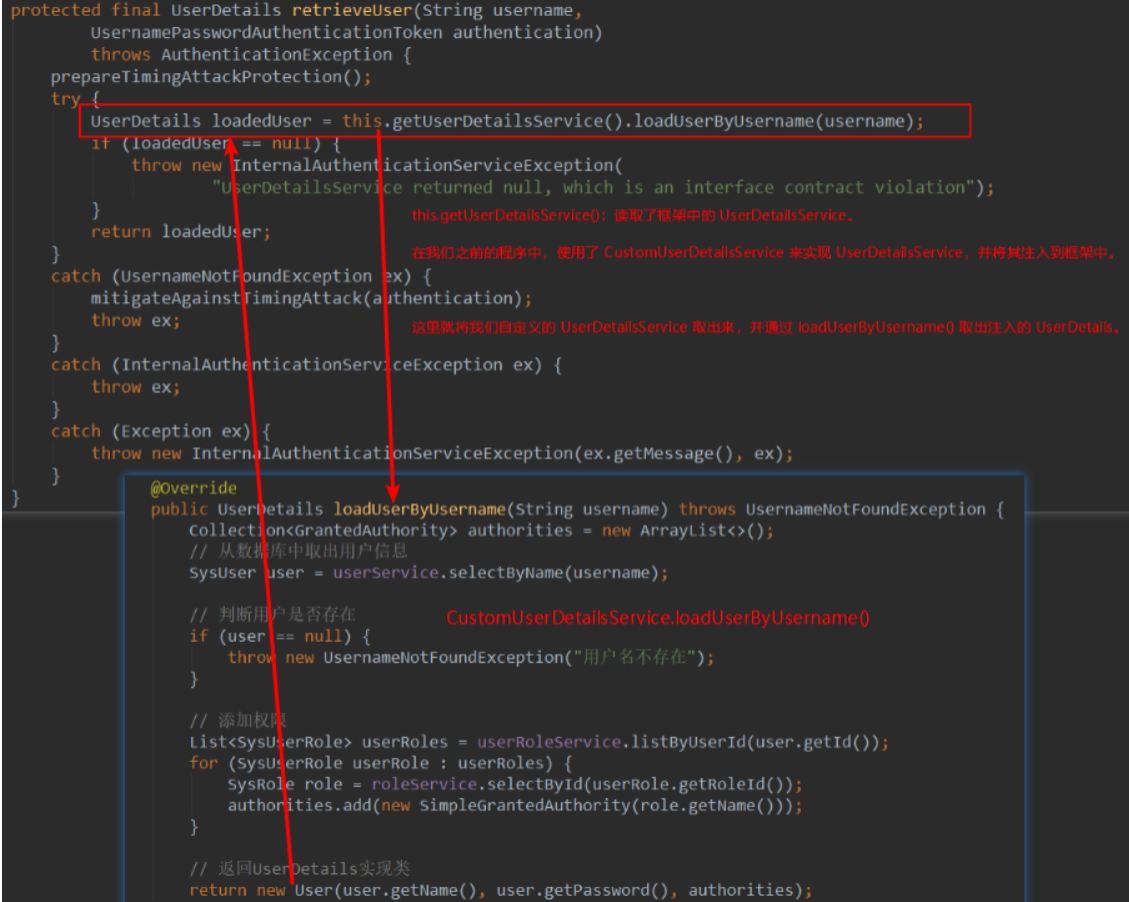 protected final UserDetails retrieveUser(String username,
UsernamePasswordAuthenticationToken authentication)
throws AuthenticationException {
prepareTimingAttackProtection();
try {
UserDetails loadedUser = this.getUserDetailsService().loadUserByUsername(username);
if (loadedUser == null) {
throw new InternalAuthenticationServiceException(
"UserDetailsService returned null, which is an interface contract violation");
}
this.getUserDetailsService()：读取了框架中的 UserDetailsService。
return loadedUser;
在我们之前的程序中，使用了 CustomUserDetailsService 来实现 UserDetailsService，并将其注入到框架中。
}
catch (UsernameNotFoundException ex) {
mitigateAgainstTimingAttack(authentication);
throw ex;
这里就将我们自定义的 UserDetailsService 取出来，并通过 loadUserByUsername() 取出注入的 UserDetails。
}
catch (InternalAuthenticationServiceException ex) {
throw ex;
}
catch (Exception ex) {
throw new InternalAuthenticationServiceException(ex.getMessage(), ex);
}
}
@Override
public UserDetails loadUserByUsername(String username) throws UsernameNotFoundException {
Collection<GrantedAuthority> authorities = new ArrayList<>();
// 从数据库中取出用户信息
SysUser user = userService.selectByName(username);
// 判断用户是否存在
CustomUserDetailsService.loadUserByUsername()
if (user == null) {
throw new UsernameNotFoundException("用户名不存在");
}
// 添加权限
List<SysUserRole> userRoles = userRoleService.listByUserId(user.getId());
for (SysUserRole userRole : userRoles) {
SysRole role = roleService.selectById(userRole.getRoleId());
authorities.add(new SimpleGrantedAuthority(role.getName()));
}
// 返回UserDetails实现类
return new User(user.getName(), user.getPassword(), authorities);